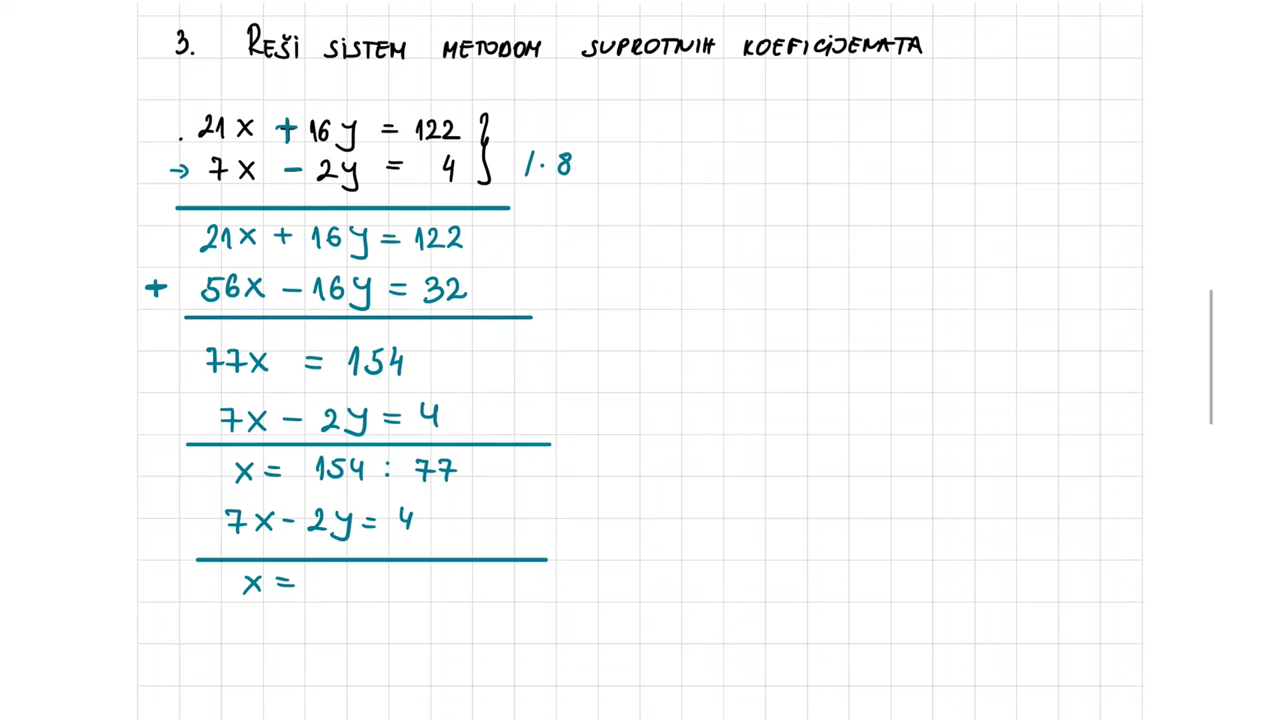 3. REŠI SISTEM METODOM SUPROTNIH KOEFICIJENATA
. 21x + 16y = 122
→ 7x - 2y = 4 } /· 8
21x + 16y = 122
+ 56x - 16y = 32
77x = 154
7x - 2y = 4
x = 154 : 77
7x - 2y = 4
x =